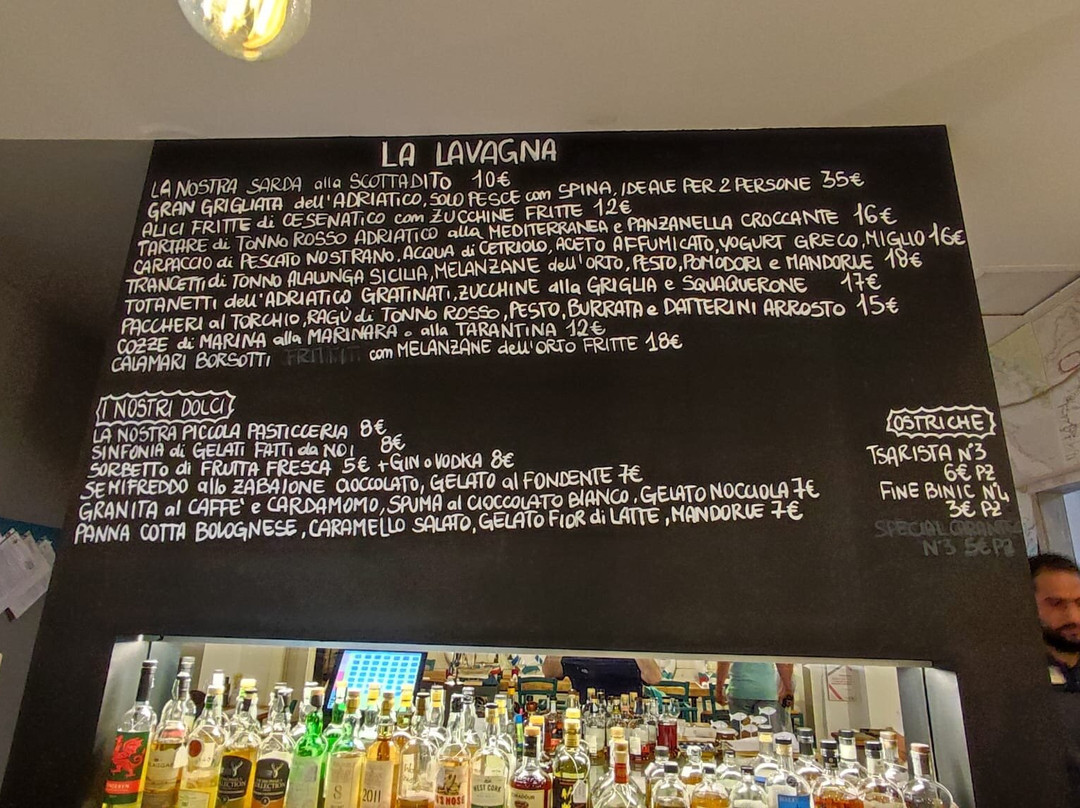 LA LAVAGNA
LA NOSTRA SARDA alla SCOTTADITO 10€
GRAN GRIGLIATA dell'ADRIATICO, SOLO PESCE con SPINA, IDEALE PER 2 PERSONE 35€
ALICI FRITTE di CESENATICO con ZUCCHINE FRITTE 12€
TARTARE di TONNO ROSSO ADRIATICO alla MEDITERRANEA e PANZANELLA CROCCANTE 16€
CARPACCIO di PESCATO NOSTRANO, ACQUA di CETRIOLO, ACETO AFFUMICATO, YOGURT GRECO, MIGLIO 16€
TRANCETTI di TONNO ALALUNGA SICILIA, MELANZANE dell'ORTO, PESTO, POMODORI e MANDORLE 18€
TOTANETTI dell'ADRIATICO GRATINATI, ZUCCHINE alla GRIGLIA e SQUAQUERONE 17€
PACCHERI al TORCHIO, RAGÙ di TONNO ROSSO, PESTO, BURRATA e DATTERINI ARROSTO 15€
COZZE di MARINA alla MARINARA o alla TARANTINA 12€
CALAMARI BORSOTTI con MELANZANE dell'ORTO FRITTE 18€
I NOSTRI DOLCI
LA NOSTRA PICCOLA PASTICCERIA 8€
SINFONIA di GELATI FATTI da NOI 8€
SORBETTO di FRUTTA FRESCA 5€ + GIN o VODKA 8€
SEMIFREDDO allo ZABAIONE CIOCCOLATO, GELATO al FONDENTE 7€
GRANITA al CAFFE' e CARDAMOMO, SPUMA al CIOCCOLATO BIANCO, GELATO NOCCIOLA 7€
PANNA COTTA BOLOGNESE, CARAMELLO SALATO, GELATO FIOR di LATTE, MANDORLE 7€
OSTRICHE
TSARISTA N°3
6€ PZ
FINE BINIC N°4
3€ PZ
SPECIAL
N°3 5€ PZ
2011
WEST CORK